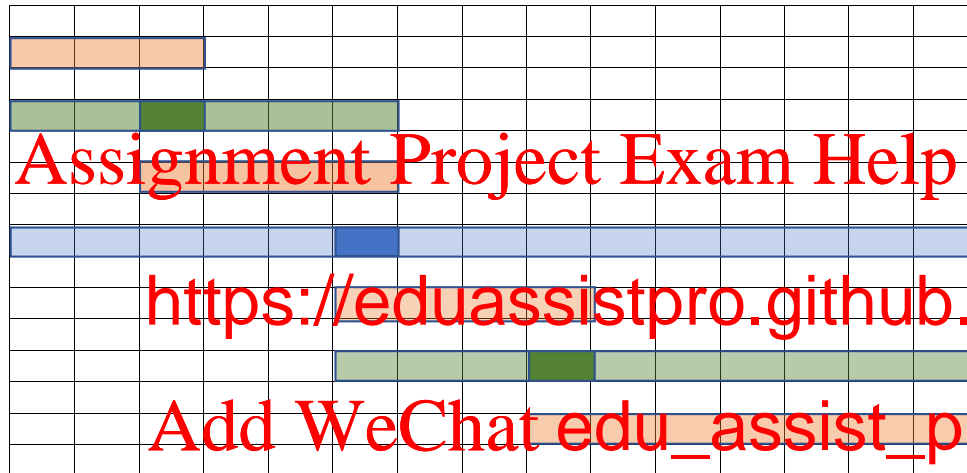 Assignment Project Exam Help
https://eduassistpro.github.
Add WeChat edu_assist_p